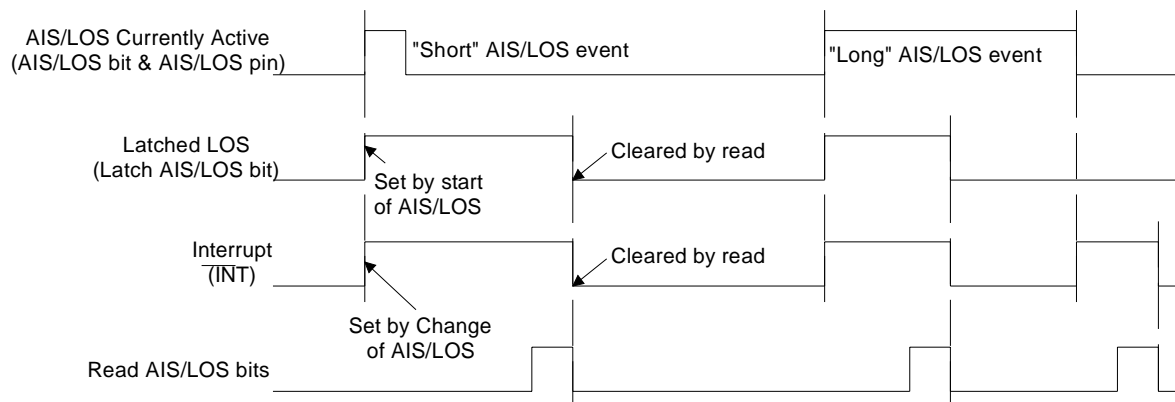 AIS/LOS Currently Active
(AIS/LOS bit & AIS/LOS pin)
"Short" AIS/LOS event
"Long" AIS/LOS event
Latched LOS
(Latch AIS/LOS bit)
Cleared by read
Set by start
of AIS/LOS
Interrupt
(INT)
Cleared by read
Set by Change
of AIS/LOS
Read AIS/LOS bits